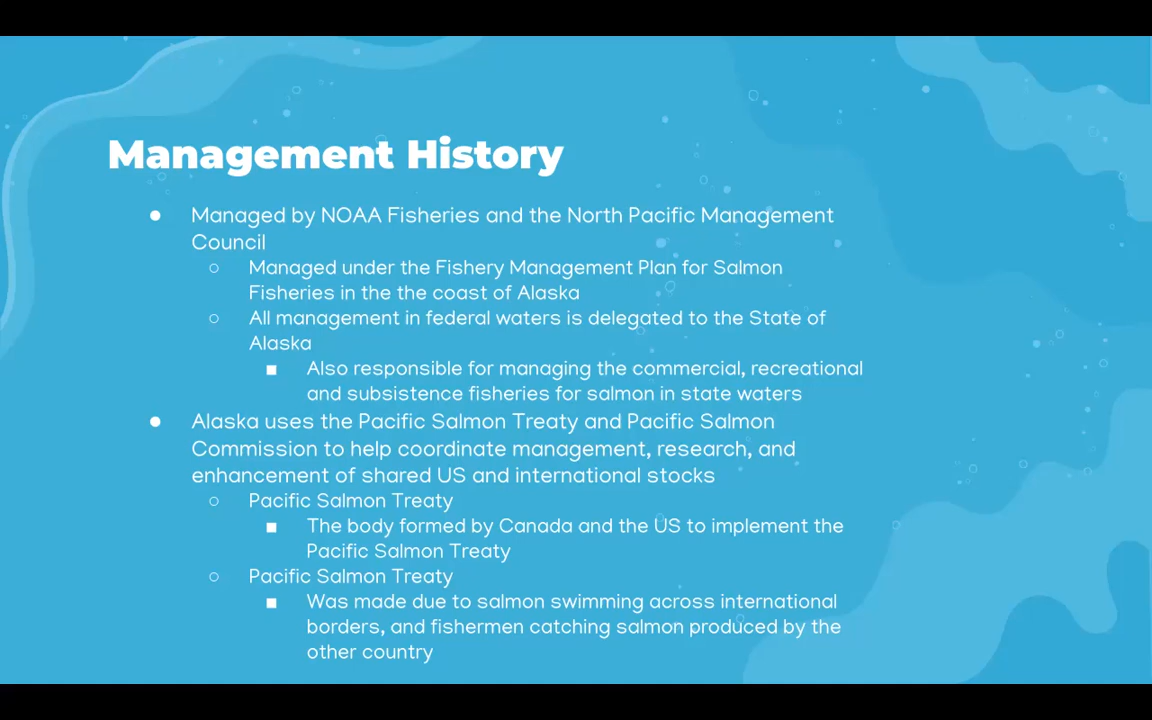 Management History
● Managed by NOAA Fisheries and the North Pacific Management
Council
○ Managed under the Fishery Management Plan for Salmon
Fisheries in the the coast of Alaska
○ All management in federal waters is delegated to the State of
Alaska
■ Also responsible for managing the commercial, recreational
and subsistence fisheries for salmon in state waters
● Alaska uses the Pacific Salmon Treaty and Pacific Salmon
Commission to help coordinate management, research, and
enhancement of shared US and international stocks
○ Pacific Salmon Treaty
■ The body formed by Canada and the US to implement the
Pacific Salmon Treaty
○ Pacific Salmon Treaty
■ Was made due to salmon swimming across international
borders, and fishermen catching salmon produced by the
other country